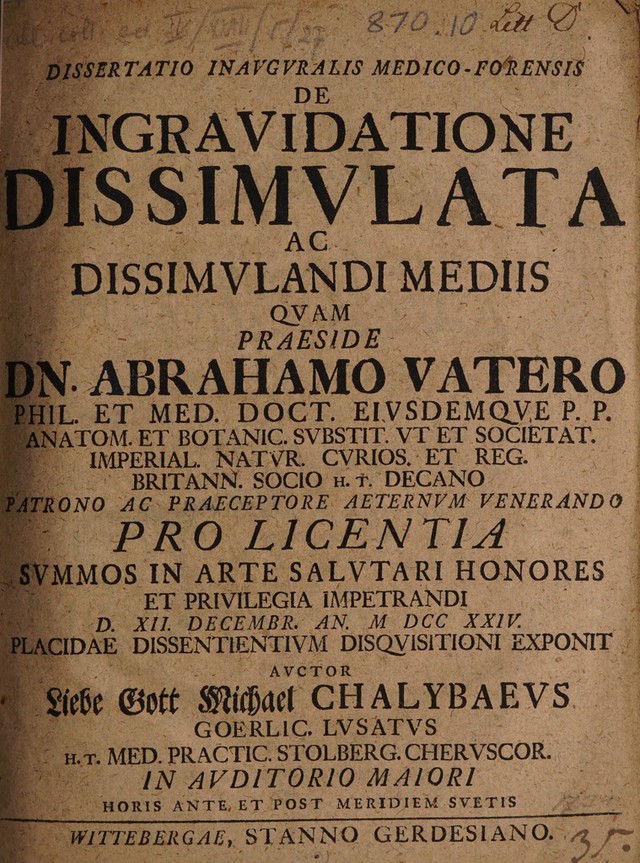 870.10 Litt D.
DISSERTATIO INAVGVRALIS MEDICO-FORENSIS
DE
INGRAVIDATIONE
DISSIMVLATA
AC
DISSIMVLANDI MEDIIS
QVAM
PRAESIDE
DN. ABRAHAMO VATERO
PHIL. ET MED. DOCT. EIVSDEMQVE P. P.
ANATOM. ET BOTANIC. SVBSTIT. VT ET SOCIETAT.
IMPERIAL. NATVR. CVRIOS. ET REG.
BRITANN. SOCIO H. T. DECANO
PATRONO AC PRAECEPTORE AETERNVM VENERANDO
PRO LICENTIA
SVMMOS IN ARTE SALVTARI HONORES
ET PRIVILEGIA IMPETRANDI
D. XII. DECEMBR. AN. M DCC XXIV.
PLACIDAE DISSENTIENTIVM DISQVISITIONI EXPONIT
AVCTOR
Liebe Gott Michael CHALYBAEVS
GOERLIC. LVSATVS
H. T. MED. PRACTIC. STOLBERG. CHERVSCOR.
IN AVDITORIO MAIORI
HORIS ANTE, ET POST MERIDIEM SVETIS
WITTEBERGAE, STANNO GERDESIANO.
35.